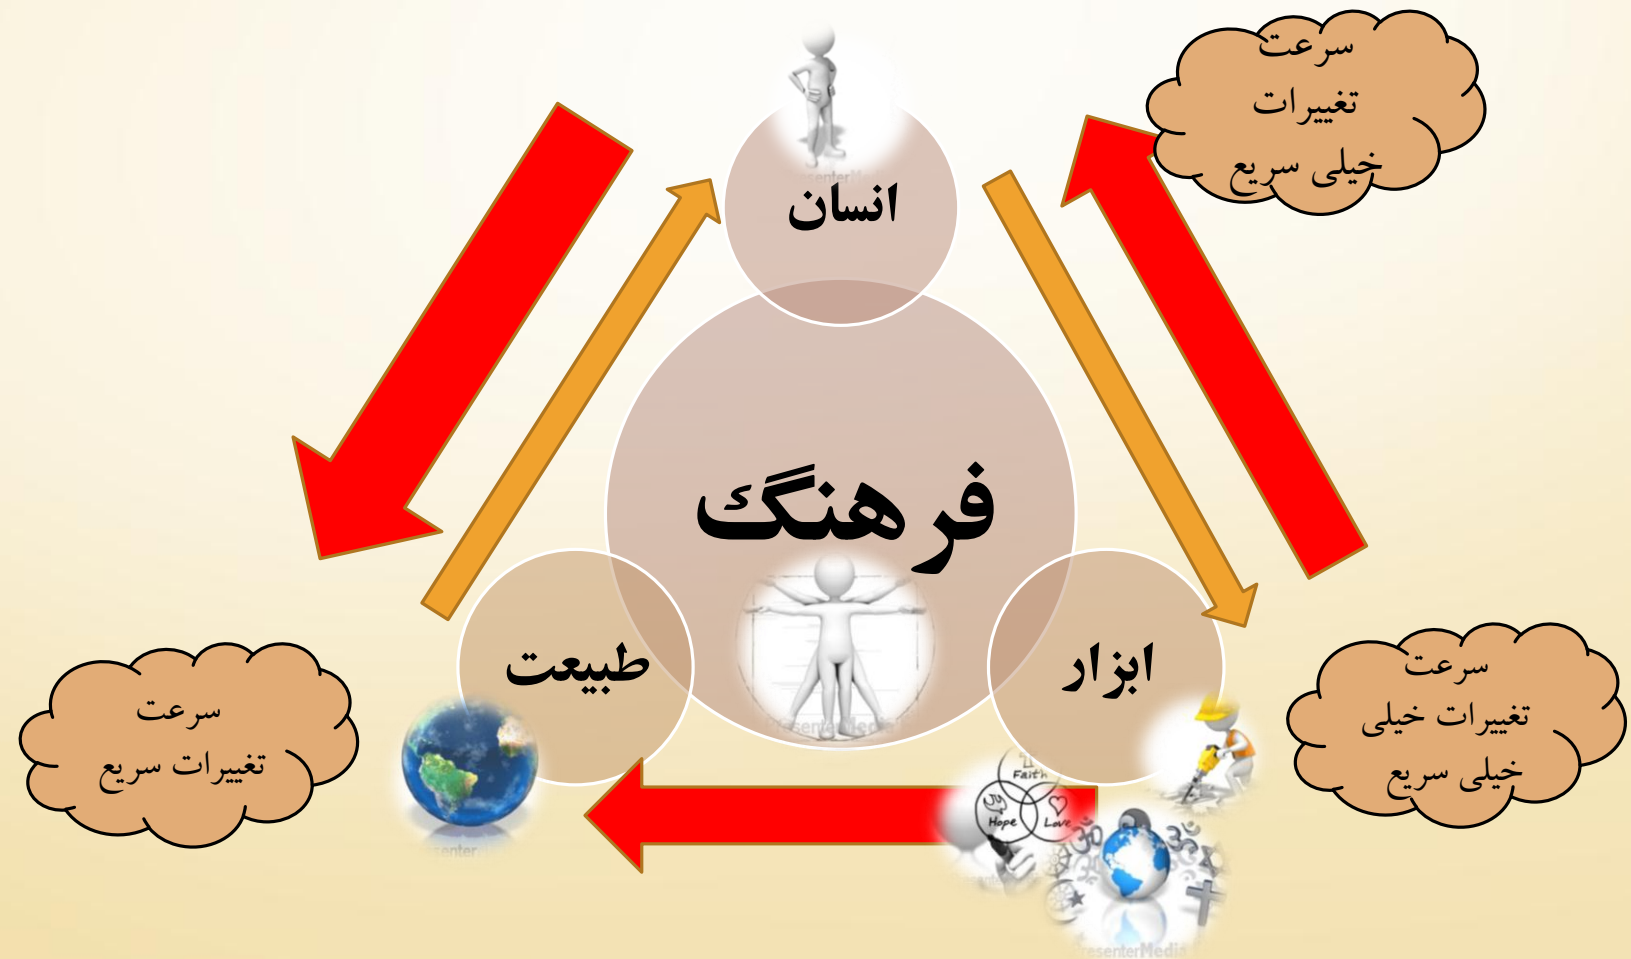 سرعت
تغییرات
خیلی سریع
انسان
فرهنگ
طبیعت
ابزار
سرعت
تغییرات سریع
سرعت
تغییرات خیلی
خیلی سریع
Faith
Hope
Love
PresenterMedia